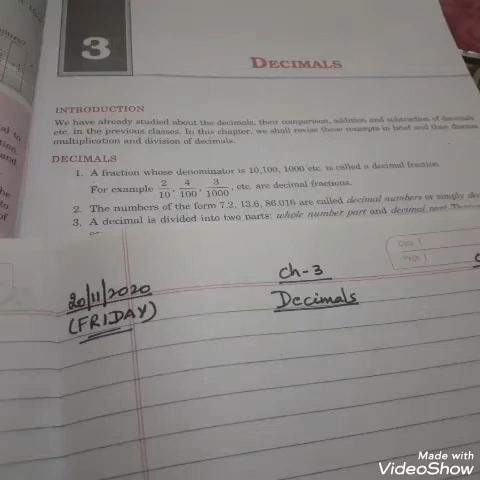 3
DECIMALS
INTRODUCTION
We have already studied about the decimals, their comparison, addition and subtraction of decimals
etc. in the previous classes. In this chapter, we shall revise these concepts in brief and then discuss
multiplication and division of decimals.
DECIMALS
1. A fraction whose denominator is 10,100, 1000 etc. is called a decimal fraction.
For example 2/10, 4/100, 3/1000, etc. are decimal fractions.
2. The numbers of the form 7.2, 13.6, 86.016 are called decimal numbers or simply
3. A decimal is divided into two parts: whole number part and decimal part.
Date
Page
20/11/2020
(FRIDAY)
Ch-3
Decimals
Made with
VideoShow